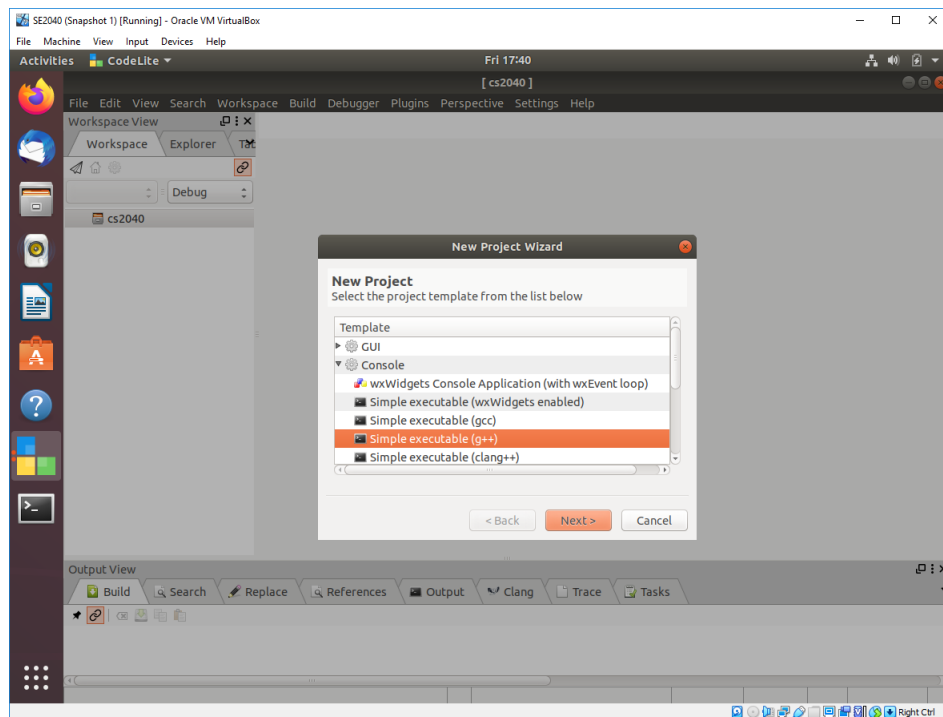 SE2040 (Snapshot 1) [Running] - Oracle VM VirtualBox
File Machine View Input Devices Help
Activities CodeLite Fri 17:40
[ cs2040 ]
File Edit View Search Workspace Build Debugger Plugins Perspective Settings Help
Workspace View
Workspace Explorer
Debug
cs2040
New Project Wizard
New Project
Select the project template from the list below
Template
GUI
Console
wxWidgets Console Application (with wxEvent loop)
Simple executable (wxWidgets enabled)
Simple executable (gcc)
Simple executable (g++)
Simple executable (clang++)
< Back Next > Cancel
Output View
Build Search Replace References Output Clang Trace Tasks
Right Ctrl